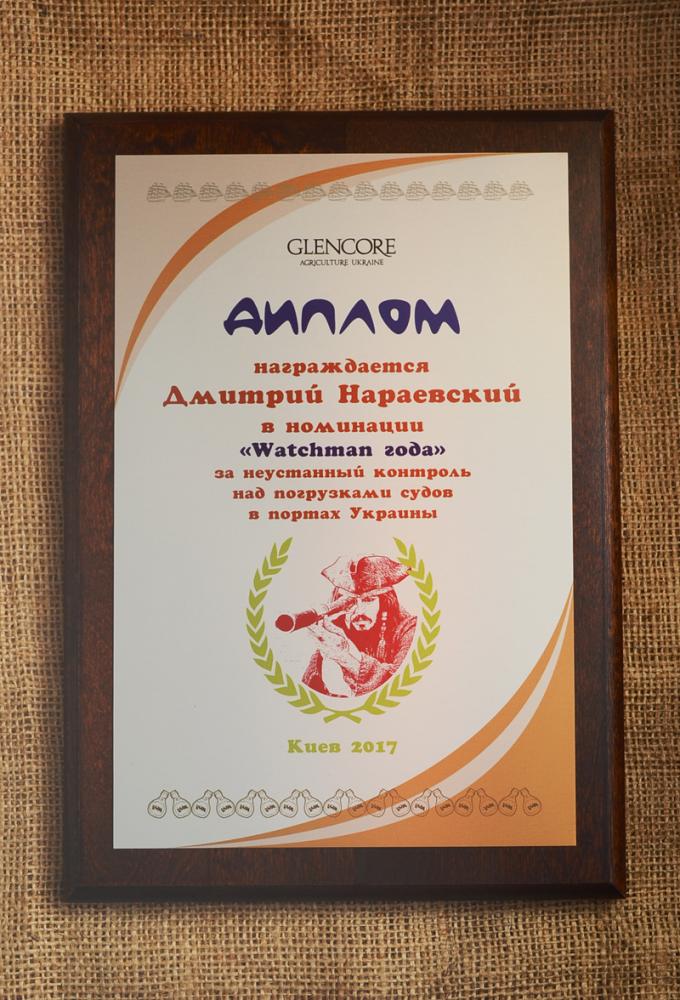 GLENCORE
AGRICULTURE UKRAINE
ДИПЛОМ
награждается
Дмитрий Нараевский
в номинации
«Watchman года»
за неустанный контроль
над погрузками судов
в портах Украины
Киев 2017